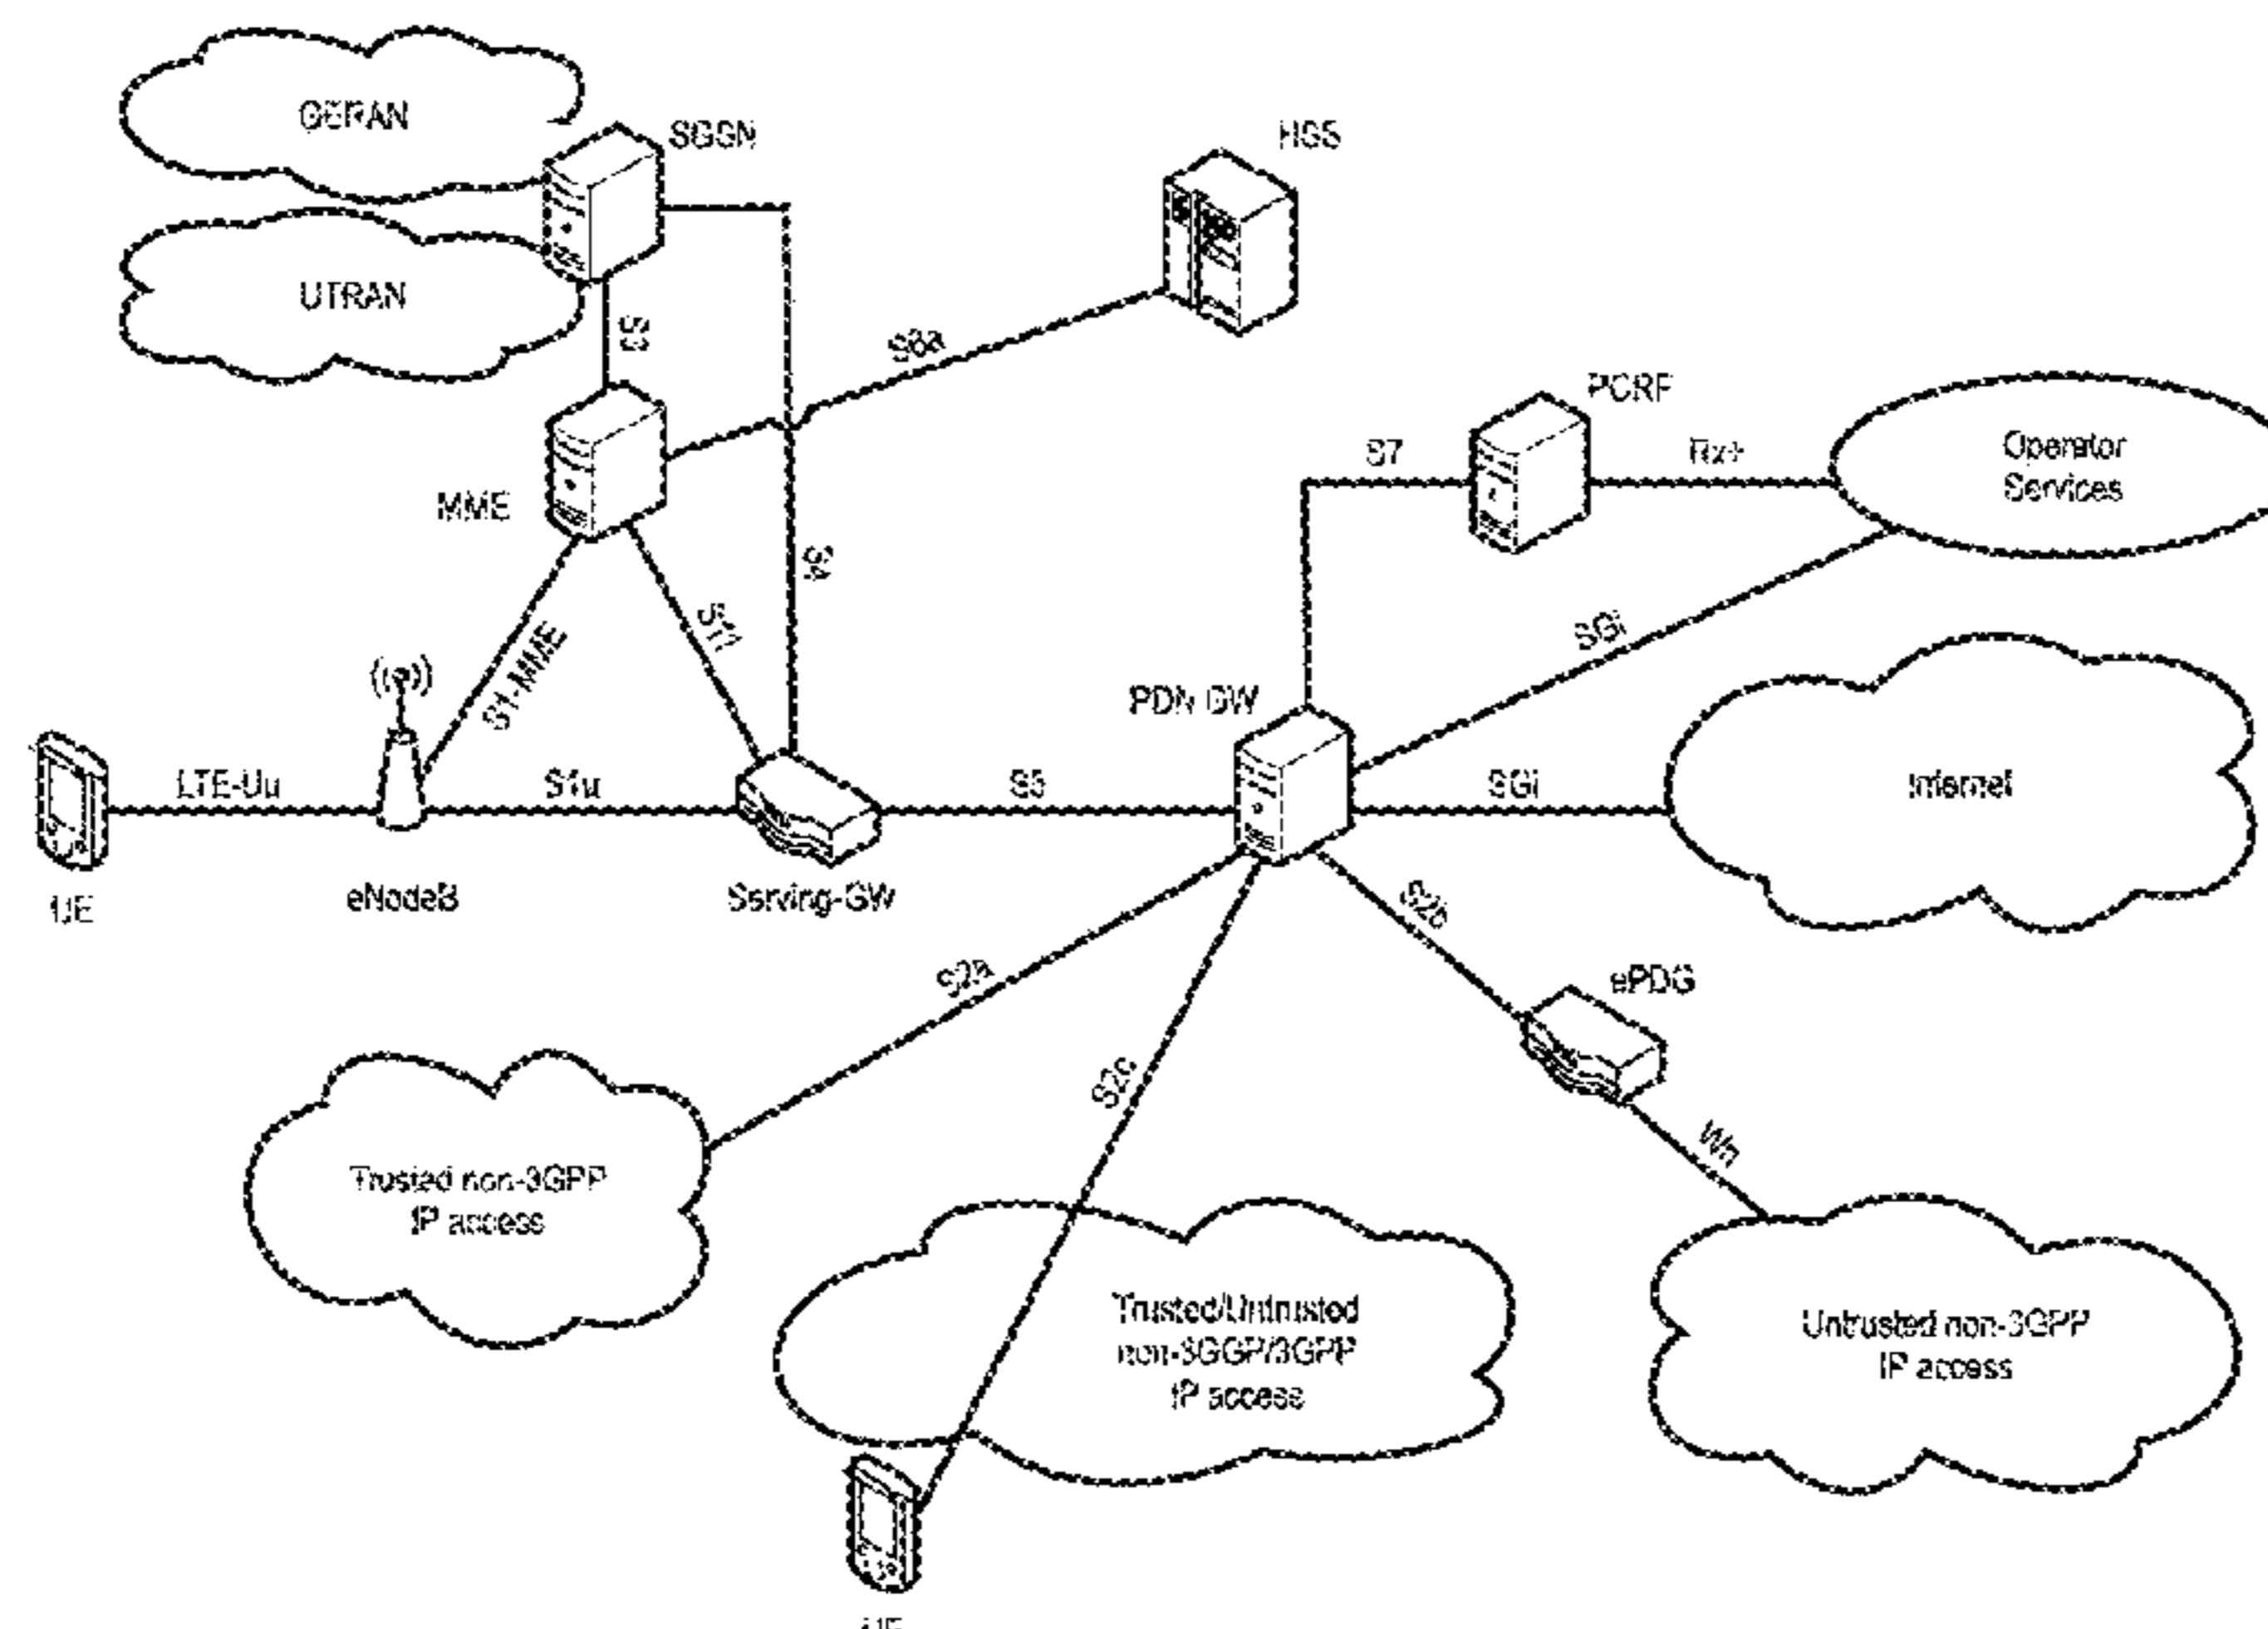 GERAN
SGSN
HSS
UTRAN
S3
S6a
PCRF
S7
Rx+
Operator
Services
MME
S4
S11
S1-MME
SGi
PDN GW
LTE-Uu
S1u
S5
SGi
Internet
UE
eNodeB
Serving-GW
S2b
S2a
ePDG
S2c
Wn
Trusted non-3GPP
IP access
Trusted/Untrusted
non-3GGP/3GPP
IP access
Untrusted non-3GPP
IP access
UE